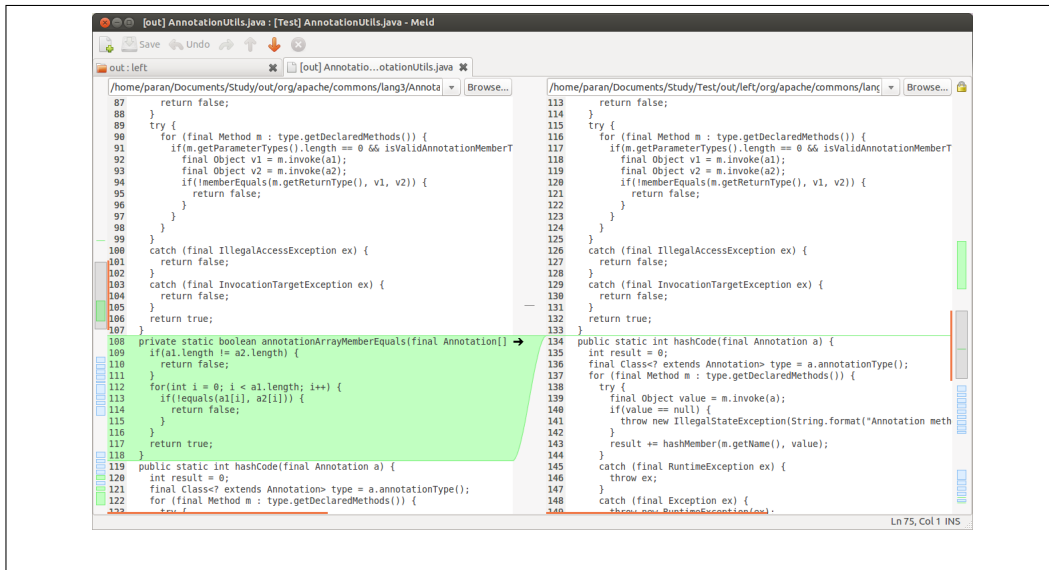 [out] AnnotationUtils.java : [Test] AnnotationUtils.java - Meld
Save Undo
out : left
[out] Annotatio...otationUtils.java
/home/paran/Documents/Study/out/org/apache/commons/lang3/Annota Browse...
87 return false;
88 }
89 try {
90 for (final Method m : type.getDeclaredMethods()) {
91 if(m.getParameterTypes().length == 0 && isValidAnnotationMemberT
92 final Object v1 = m.invoke(a1);
93 final Object v2 = m.invoke(a2);
94 if(!memberEquals(m.getReturnType(), v1, v2)) {
95 return false;
96 }
97 }
98 }
99 }
100 catch (final IllegalAccessException ex) {
101 return false;
102 }
103 catch (final InvocationTargetException ex) {
104 return false;
105 }
106 return true;
107 }
108 private static boolean annotationArrayMemberEquals(final Annotation[]
109 if(a1.length != a2.length) {
110 return false;
111 }
112 for(int i = 0; i < a1.length; i++) {
113 if(!equals(a1[i], a2[i])) {
114 return false;
115 }
116 }
117 return true;
118 }
119 public static int hashCode(final Annotation a) {
120 int result = 0;
121 final Class<? extends Annotation> type = a.annotationType();
122 for (final Method m : type.getDeclaredMethods()) {
123 try {
/home/paran/Documents/Study/Test/out/left/org/apache/commons/lang Browse...
113 return false;
114 }
115 try {
116 for (final Method m : type.getDeclaredMethods()) {
117 if(m.getParameterTypes().length == 0 && isValidAnnotationMemberT
118 final Object v1 = m.invoke(a1);
119 final Object v2 = m.invoke(a2);
120 if(!memberEquals(m.getReturnType(), v1, v2)) {
121 return false;
122 }
123 }
124 }
125 }
126 catch (final IllegalAccessException ex) {
127 return false;
128 }
129 catch (final InvocationTargetException ex) {
130 return false;
131 }
132 return true;
133 }
134 public static int hashCode(final Annotation a) {
135 int result = 0;
136 final Class<? extends Annotation> type = a.annotationType();
137 for (final Method m : type.getDeclaredMethods()) {
138 try {
139 final Object value = m.invoke(a);
140 if(value == null) {
141 throw new IllegalStateException(String.format("Annotation meth
142 }
143 result += hashMember(m.getName(), value);
144 }
145 catch (final RuntimeException ex) {
146 throw ex;
147 }
148 catch (final Exception ex) {
149 throw new RuntimeException(ex);
Ln 75, Col 1 INS